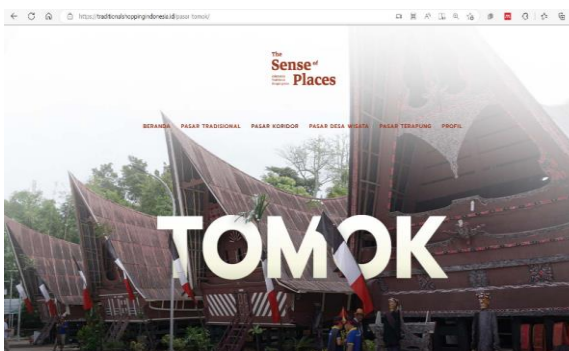 https://traditionalshoppingindonesia.id/pasar-tomok/
The
Sense of
Places
BERANDA PASAR TRADISIONAL PASAR KORIDOR PASAR DESA WISATA PASAR TERAPUNG PROFIL
TOMOK